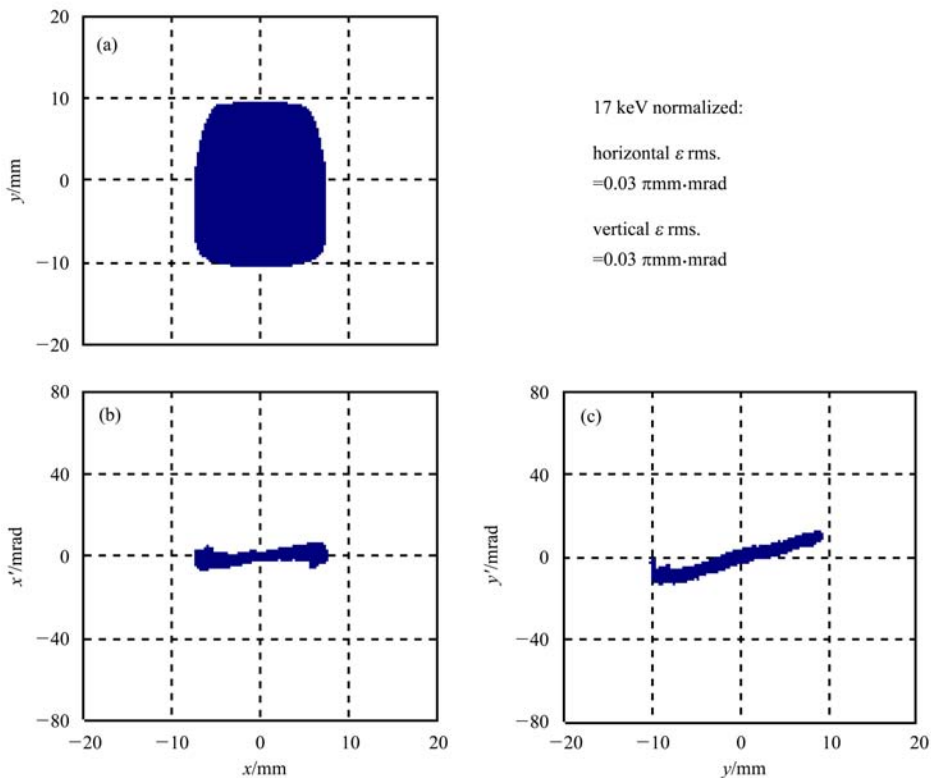 20
10
0
−10
−20
y/mm
(a)
17 keV normalized:
horizontal ε rms.
=0.03 πmm·mrad
vertical ε rms.
=0.03 πmm·mrad
80
40
0
−40
−80
x′/mrad
(b)
−20
−10
0
10
20
x/mm
80
40
0
−40
−80
y′/mrad
(c)
−20
−10
0
10
20
y/mm